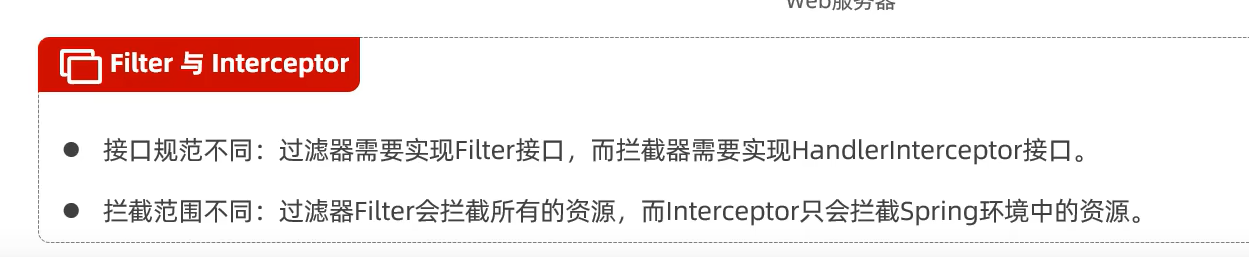 Web服务器
Filter 与 Interceptor
接口规范不同：过滤器需要实现Filter接口，而拦截器需要实现HandlerInterceptor接口。
拦截范围不同：过滤器Filter会拦截所有的资源，而Interceptor只会拦截Spring环境中的资源。